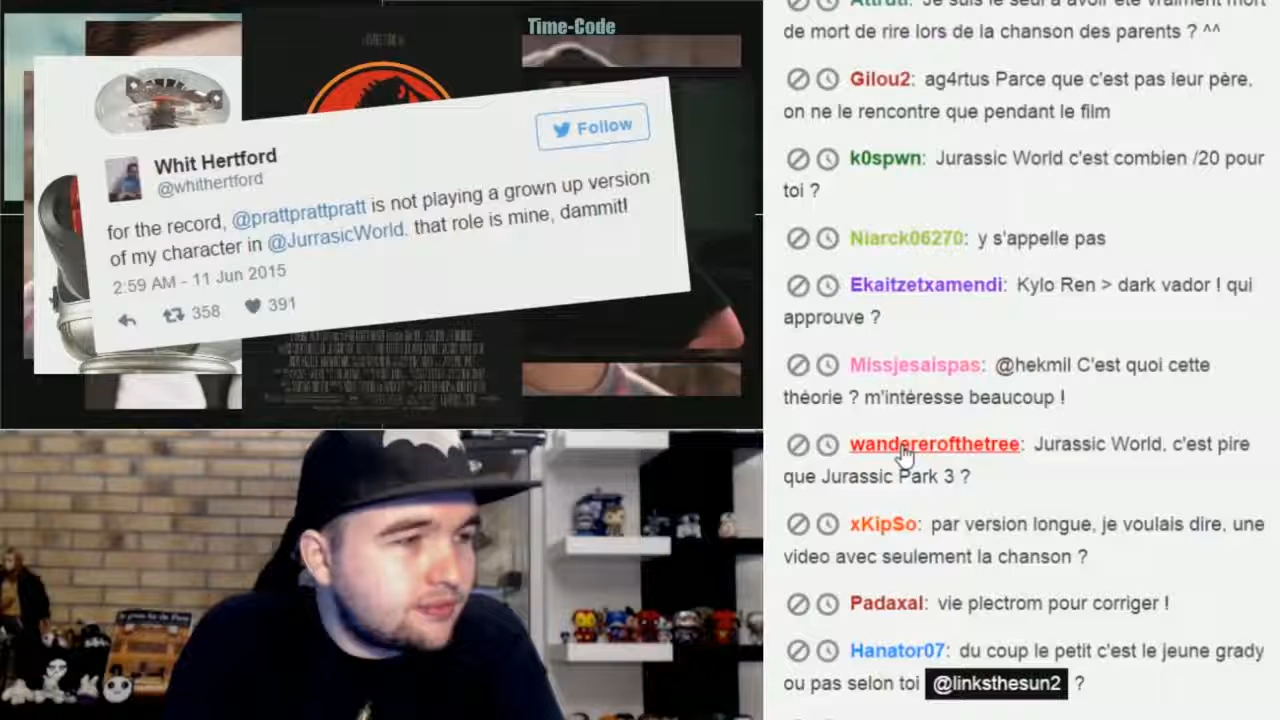 Time-Code
Follow
Whit Hertford
@whithertford
for the record, @prattprattpratt is not playing a grown up version
of my character in @JurrasicWorld. that role is mine, dammit!
2:59 AM - 11 Jun 2015
358
391
de mort de rire lors de la chanson des parents ? ^^
Gilou2: ag4rtus Parce que c'est pas leur père,
on ne le rencontre que pendant le film
k0spwn: Jurassic World c'est combien /20 pour
toi ?
Niarck06270: y s'appelle pas
Ekaitzetxamendi: Kylo Ren > dark vador ! qui
approuve ?
Missjesaispas: @hekmil C'est quoi cette
théorie ? m'intéresse beaucoup !
wandererofthetree: Jurassic World, c'est pire
que Jurassic Park 3 ?
xKipSo: par version longue, je voulais dire, une
video avec seulement la chanson ?
Padaxal: vie plectrom pour corriger !
Hanator07: du coup le petit c'est le jeune grady
ou pas selon toi @linksthesun2 ?